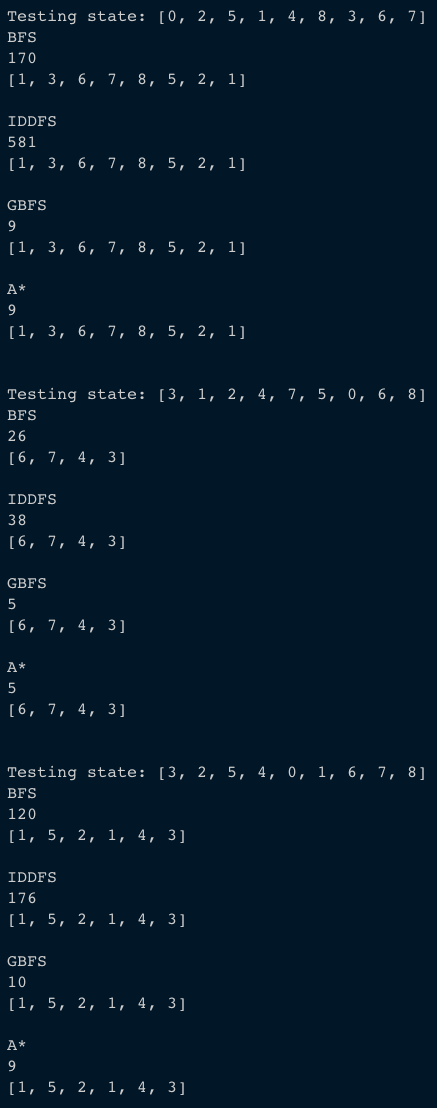 Testing state: [0, 2, 5, 1, 4, 8, 3, 6, 7]
BFS
170
[1, 3, 6, 7, 8, 5, 2, 1]
IDDFS
581
[1, 3, 6, 7, 8, 5, 2, 1]
GBFS
9
[1, 3, 6, 7, 8, 5, 2, 1]
A*
9
[1, 3, 6, 7, 8, 5, 2, 1]
Testing state: [3, 1, 2, 4, 7, 5, 0, 6, 8]
BFS
26
[6, 7, 4, 3]
IDDFS
38
[6, 7, 4, 3]
GBFS
5
[6, 7, 4, 3]
A*
5
[6, 7, 4, 3]
Testing state: [3, 2, 5, 4, 0, 1, 6, 7, 8]
BFS
120
[1, 5, 2, 1, 4, 3]
IDDFS
176
[1, 5, 2, 1, 4, 3]
GBFS
10
[1, 5, 2, 1, 4, 3]
A*
9
[1, 5, 2, 1, 4, 3]